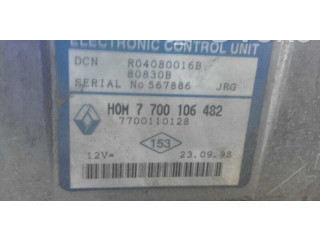 ELECTRONIC CONTROL UNIT
DCN R04080016B
80830B
SERIAL No 567886 JRG
HOM 7 700 106 482
7700110128
153
12V= 23.09.98